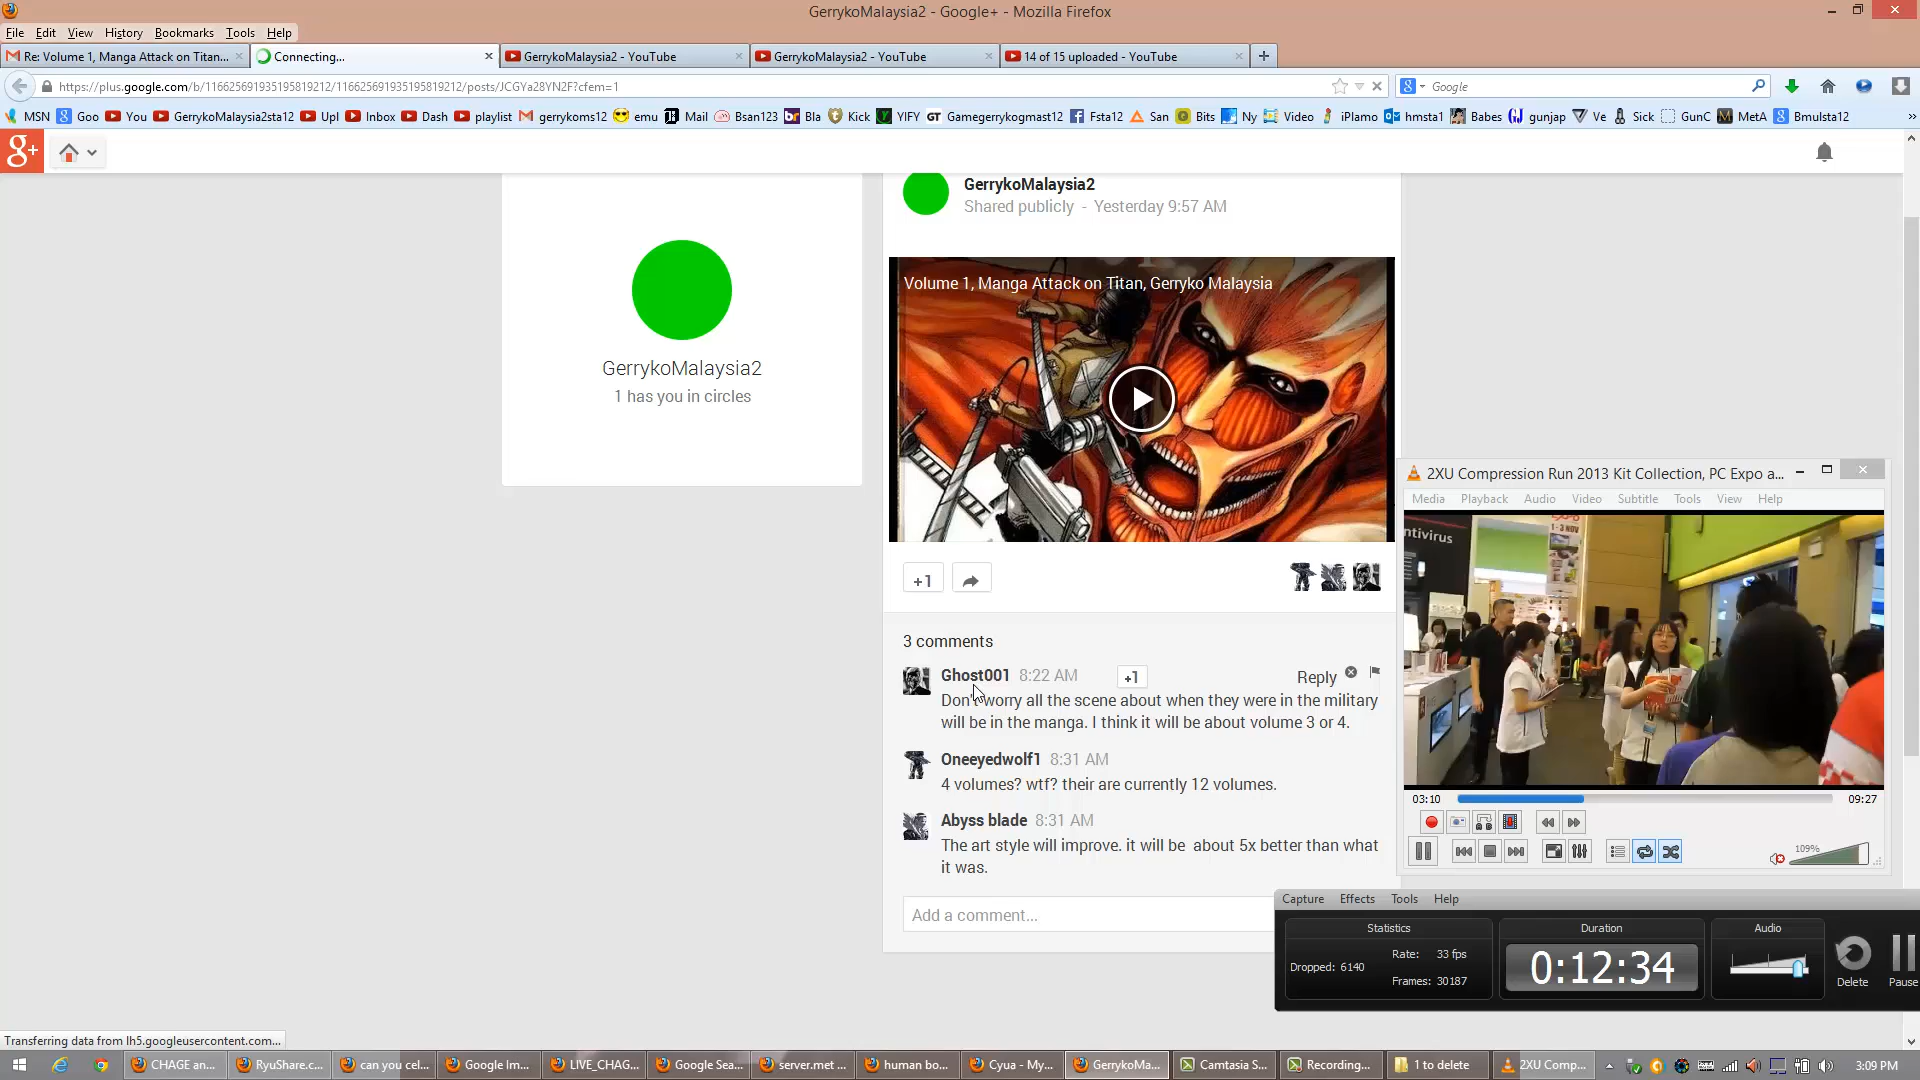 GerrykoMalaysia2 - Google+ - Mozilla Firefox
File Edit View History Bookmarks Tools Help
Re: Volume 1, Manga Attack on Titan...
Connecting...
GerrykoMalaysia2 - YouTube
GerrykoMalaysia2 - YouTube
14 of 15 uploaded - YouTube
https://plus.google.com/b/116625691935195819212/116625691935195819212/posts/JCGYa28YN2F?cfem=1
Google
MSN Goo You GerrykoMalaysia2sta12 Upl Inbox Dash playlist gerrykoms12 emu Mail Bsan123 Bla Kick YIFY Gamegerrykogmast12 Fsta12 San Bits Ny Video iPlamo hmsta1 Babes gunjap Ve Sick GunC MetA Bmulsta12
g+
GerrykoMalaysia2
Shared publicly - Yesterday 9:57 AM
GerrykoMalaysia2
1 has you in circles
Volume 1, Manga Attack on Titan, Gerryko Malaysia
+1
3 comments
Ghost001 8:22 AM +1 Reply
Don't worry all the scene about when they were in the military
will be in the manga. I think it will be about volume 3 or 4.
Oneeyedwolf1 8:31 AM
4 volumes? wtf? their are currently 12 volumes.
Abyss blade 8:31 AM
The art style will improve. it will be about 5x better than what
it was.
Add a comment...
2XU Compression Run 2013 Kit Collection, PC Expo a...
Media Playback Audio Video Subtitle Tools View Help
ntivirus
1 - 3 NOV
03:10 09:27
109%
Capture Effects Tools Help
Statistics Duration Audio
Dropped: 6140
Rate: 33 fps
Frames: 30187
0:12:34
Delete
Pause
Transferring data from lh5.googleusercontent.com...
CHAGE an...
RyuShare.c...
can you cel...
Google Im...
LIVE_CHAG...
Google Sea...
server.met ...
human bo...
Cyua - My...
GerrykoMa...
Camtasia S...
Recording...
1 to delete
2XU Comp...
3:09 PM